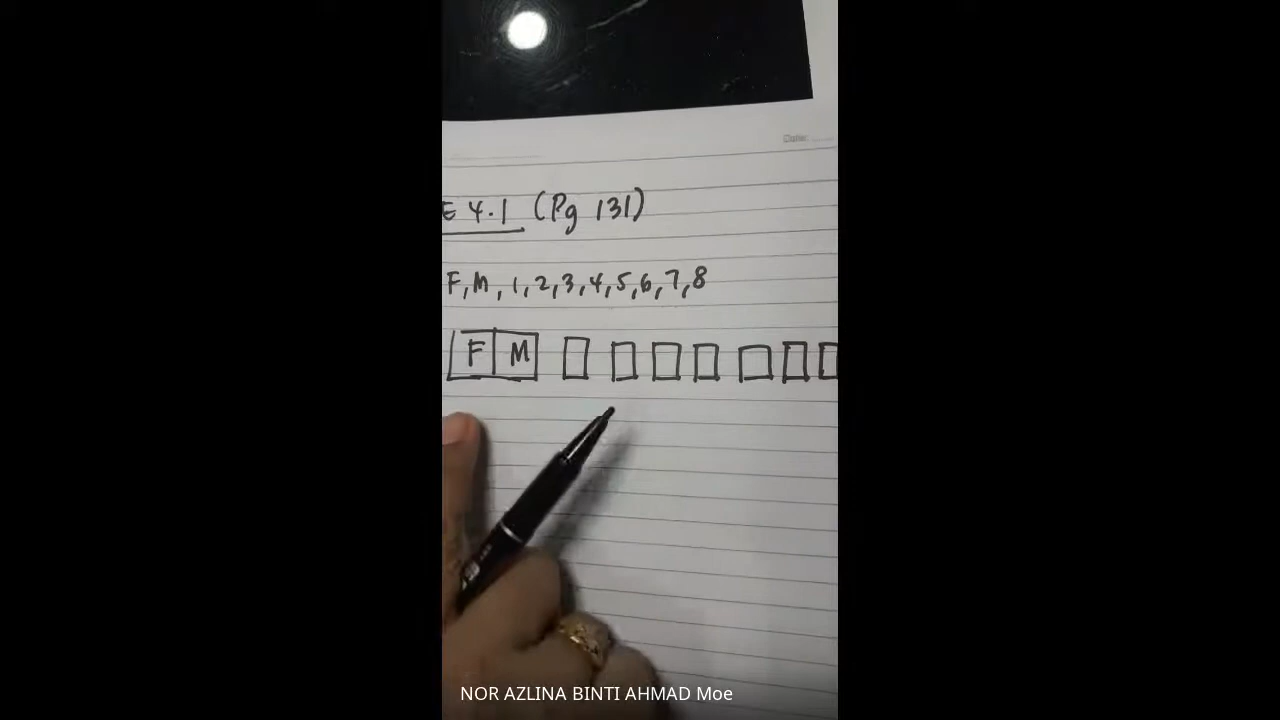 Date:
E 4.1 (Pg 131)
F, M, 1, 2, 3, 4, 5, 6, 7, 8
F M
NOR AZLINA BINTI AHMAD Moe